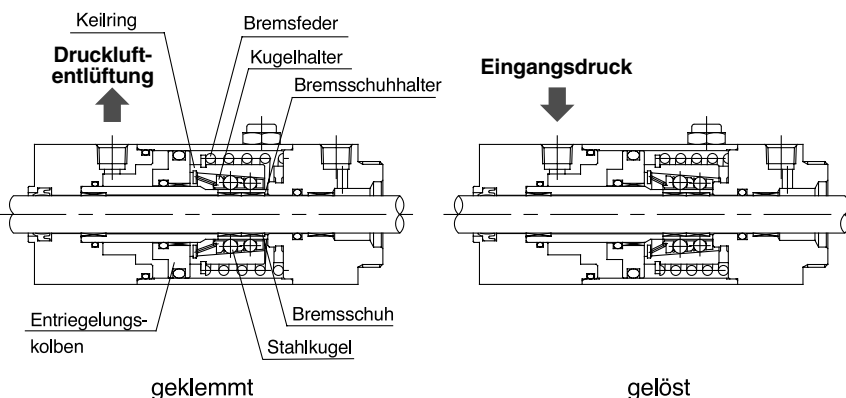 Keilring
Bremsfeder
Druckluft-
entlüftung
Kugelhalter
Bremsschuhhalter
Eingangsdruck
Entriegelungs-
kolben
Bremsschuh
Stahlkugel
geklemmt
gelöst